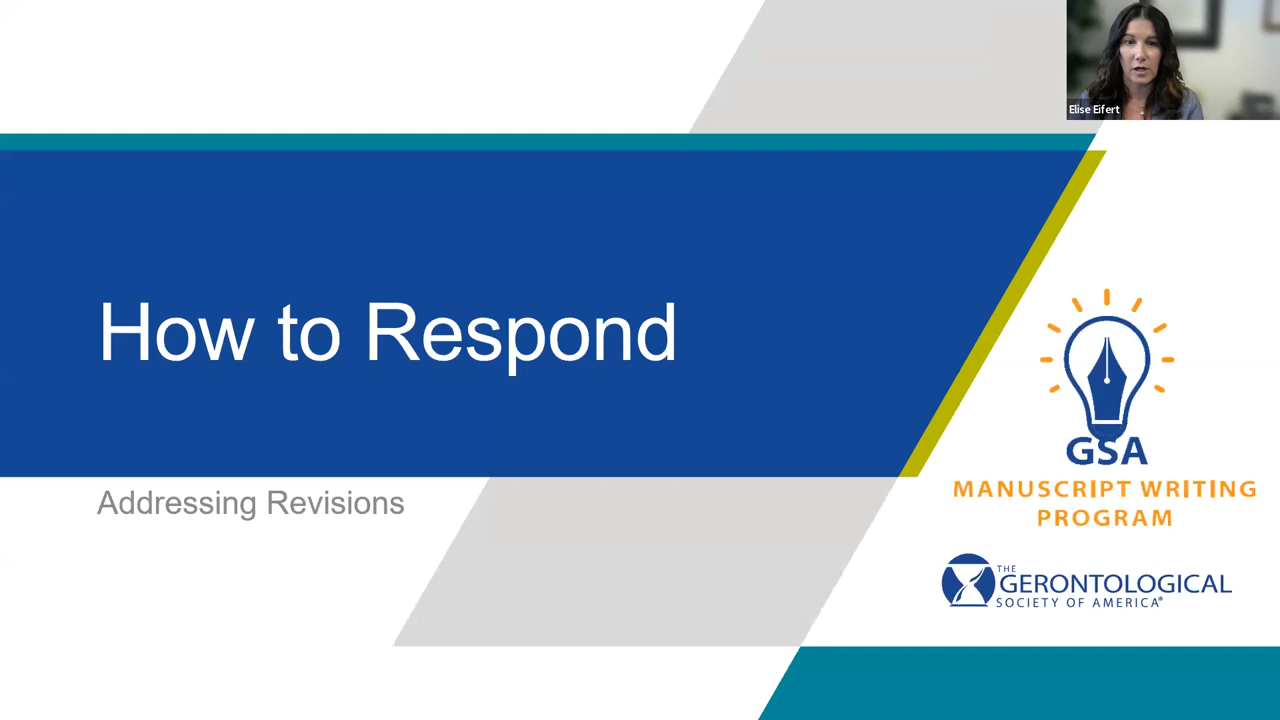 Elise Eifert
How to Respond
Addressing Revisions
GSA
MANUSCRIPT WRITING
PROGRAM
THE
GERONTOLOGICAL
SOCIETY OF AMERICA®